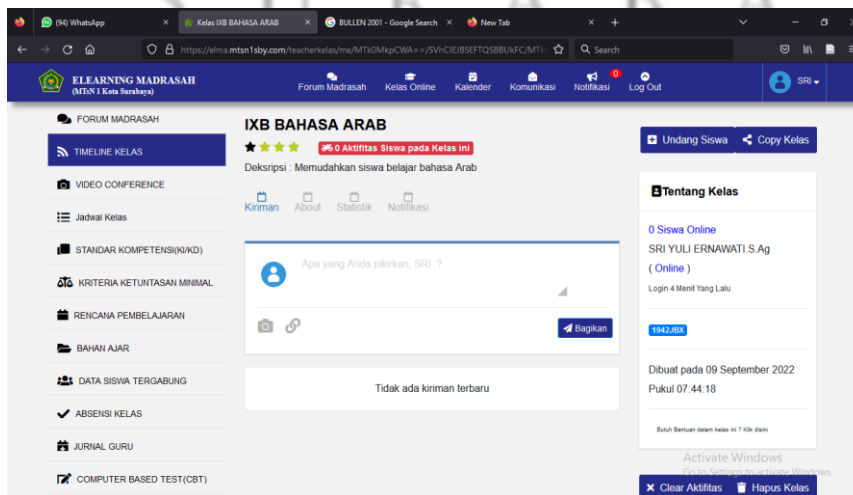 (94) WhatsApp
Kelas IXB BAHASA ARAB
BULLEN 2001 - Google Search
New Tab
https://elma.mtsn1sby.com/teacherkelas/me/
Search
ELEARNING MADRASAH
(MTsN 1 Kota Surabaya)
Forum Madrasah
Kelas Online
Kalender
Komunikasi
0
Notifikasi
Log Out
SRI
FORUM MADRASAH
TIMELINE KELAS
VIDEO CONFERENCE
Jadwal Kelas
STANDAR KOMPETENSI(KI/KD)
KRITERIA KETUNTASAN MINIMAL
RENCANA PEMBELAJARAN
BAHAN AJAR
DATA SISWA TERGABUNG
ABSENSI KELAS
JURNAL GURU
COMPUTER BASED TEST(CBT)
IXB BAHASA ARAB
0 Aktifitas Siswa pada Kelas ini
Deksripsi : Memudahkan siswa belajar bahasa
Arab
Kiriman About Statistik Notifikasi
Apa yang Anda pikirkan, SRI ?
Bagikan
Tidak ada kiriman terbaru
Undang Siswa
Copy Kelas
Tentang Kelas
0 Siswa Online
SRI YULI ERNAWATI.S.Ag
( Online )
Login 4 Menit Yang Lalu
1942JBX
Dibuat pada 09 September 2022
Pukul 07:44:18
Butuh Bantuan dalam kelas ini ? Klik disini
Activate Windows
Go to Settings to activate Windows.
Clear Aktifitas
Hapus Kelas